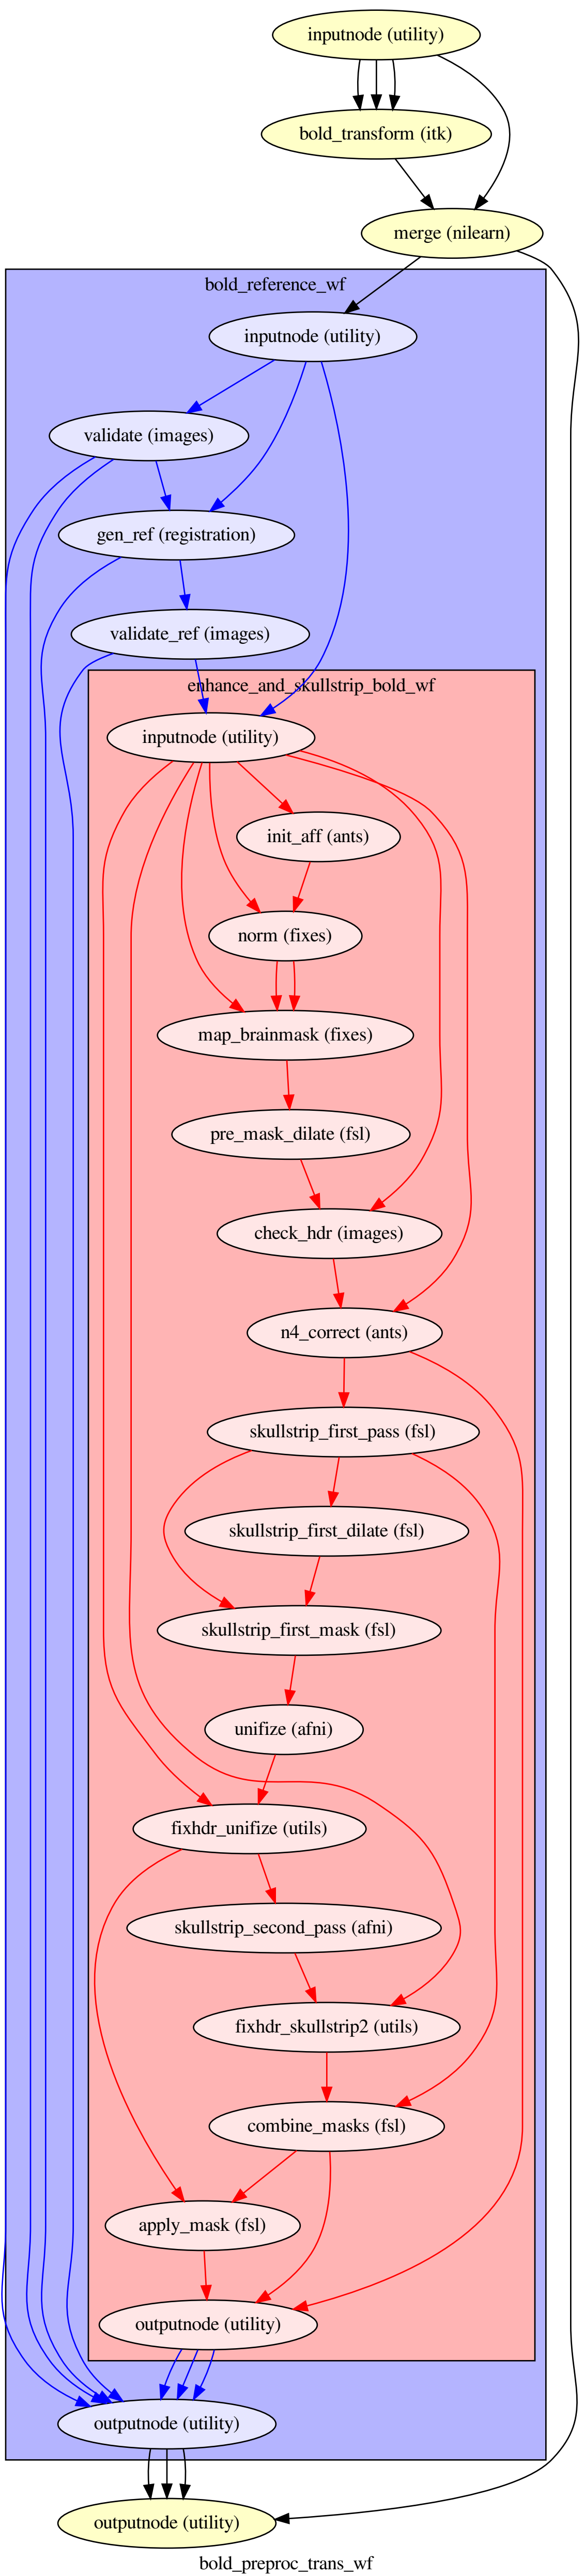 inputnode (utility)
bold_transform (itk)
merge (nilearn)
bold_reference_wf
inputnode (utility)
validate (images)
gen_ref (registration)
validate_ref (images)
enhance_and_skullstrip_bold_wf
inputnode (utility)
init_aff (ants)
norm (fixes)
map_brainmask (fixes)
pre_mask_dilate (fsl)
check_hdr (images)
n4_correct (ants)
skullstrip_first_pass (fsl)
skullstrip_first_dilate (fsl)
skullstrip_first_mask (fsl)
unifize (afni)
fixhdr_unifize (utils)
skullstrip_second_pass (afni)
fixhdr_skullstrip2 (utils)
combine_masks (fsl)
apply_mask (fsl)
outputnode (utility)
outputnode (utility)
outputnode (utility)
bold_preproc_trans_wf